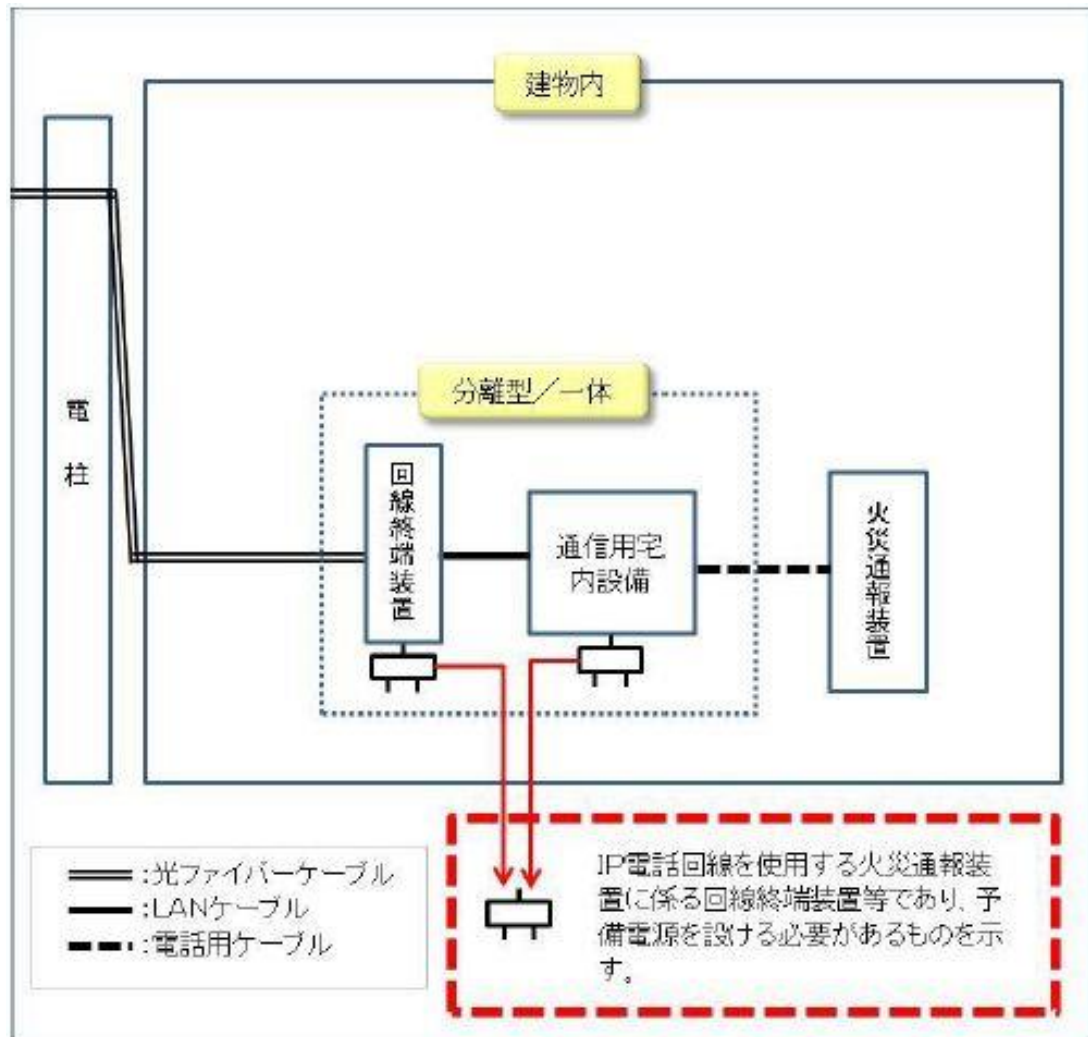 建物内
電柱
分離型／一体
回線終端装置
通信用宅
内設備
火災通報装置
:光ファイバーケーブル
:LANケーブル
:電話用ケーブル
IP電話回線を使用する火災通報装
置に係る回線終端装置等であり、予
備電源を設ける必要があるものを示
す。